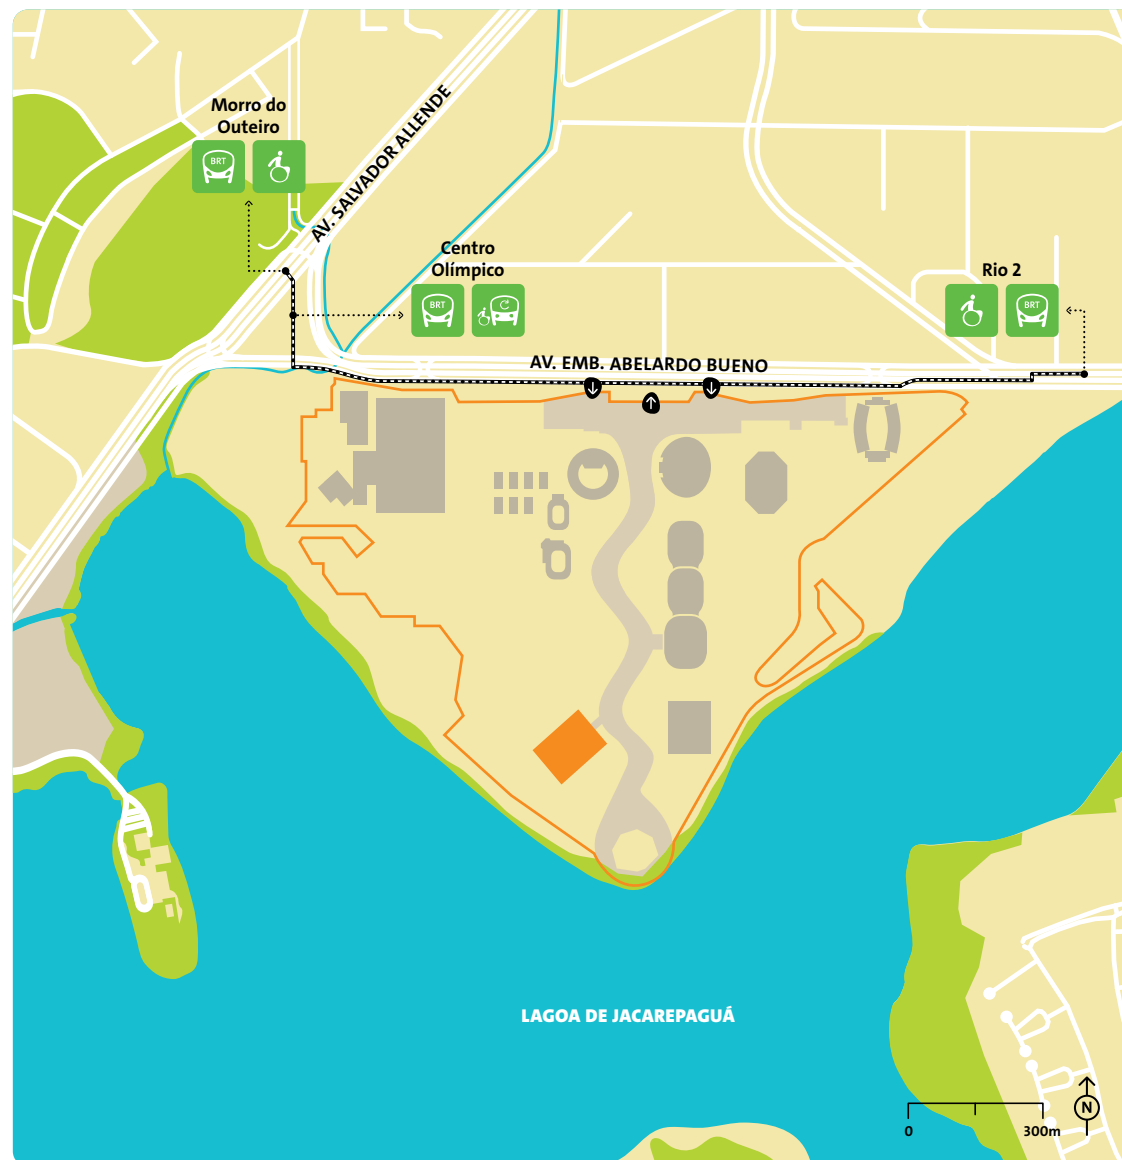 Morro do
Outeiro
BRT
AV. SALVADOR ALLENDE
Centro
Olímpico
BRT
Rio 2
BRT
AV. EMB. ABELARDO BUENO
LAGOA DE JACAREPAGUÁ
N
0 300m